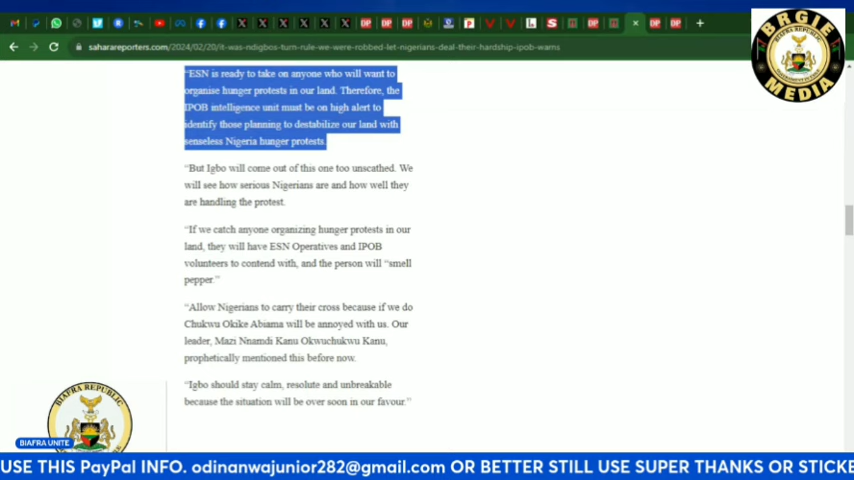 saharareporters.com/2024/02/20/it-was-ndigbos-turn-rule-we-were-robbed-let-nigerians-deal-their-hardship-ipob-warns
BRGIE
MEDIA
“ESN is ready to take on anyone who will want to
organise hunger protests in our land. Therefore, the
IPOB intelligence unit must be on high alert to
identify those planning to destabilize our land with
senseless Nigeria hunger protests.
“But Igbo will come out of this one too unscathed. We
will see how serious Nigerians are and how well they
are handling the protest.
“If we catch anyone organizing hunger protests in our
land, they will have ESN Operatives and IPOB
volunteers to contend with, and the person will “smell
pepper.”
“Allow Nigerians to carry their cross because if we do
Chukwu Okike Abiama will be annoyed with us. Our
leader, Mazi Nnamdi Kanu Okwuchukwu Kanu,
prophetically mentioned this before now.
“Igbo should stay calm, resolute and unbreakable
because the situation will be over soon in our favour.”
BIAFRA REPUBLIC
BIAFRA UNITE
USE THIS PayPal INFO. odinanwajunior282@gmail.com OR BETTER STILL USE SUPER THANKS OR STICKE